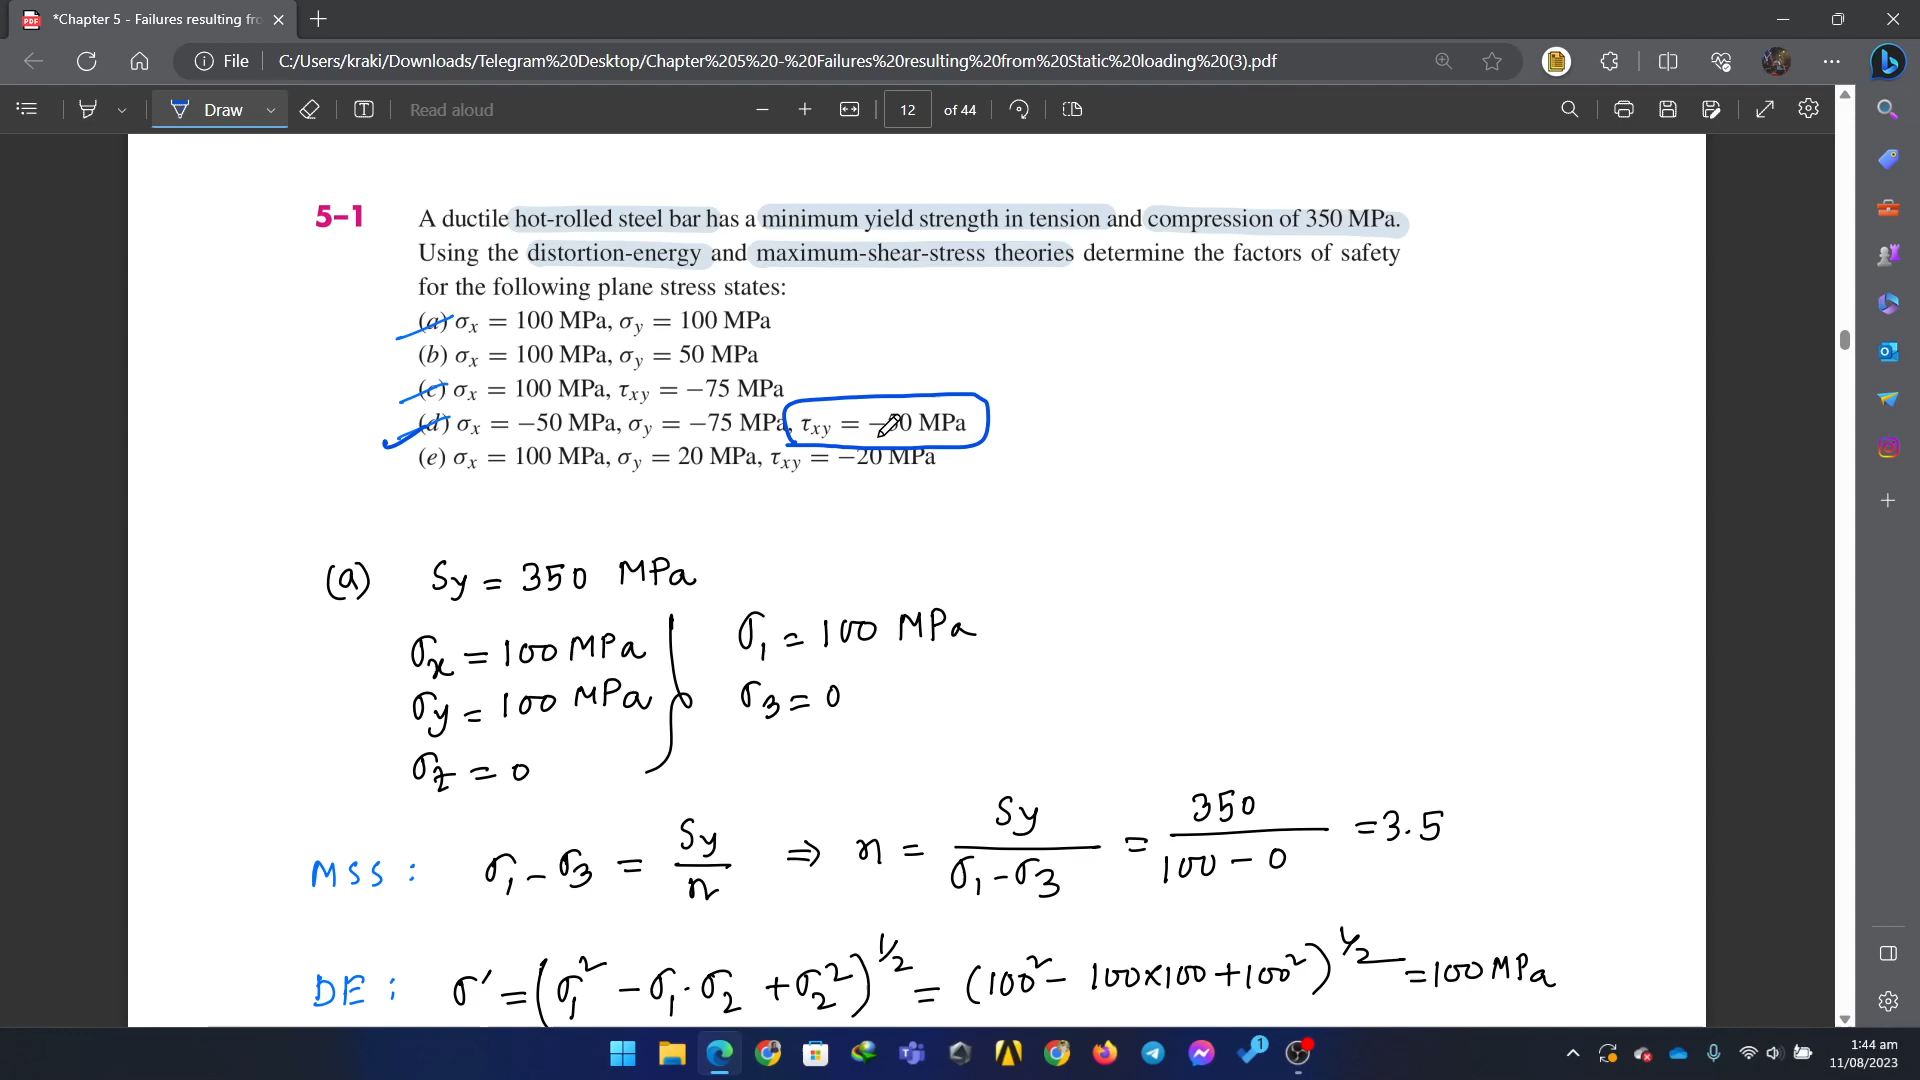 *Chapter 5 - Failures resulting fro
File
C:/Users/kraki/Downloads/Telegram%20Desktop/Chapter%205%20-%20Failures%20resulting%20from%20Static%20loading%20(3).pdf
Draw
Read aloud
12 of 44
5–1 A ductile hot-rolled steel bar has a minimum yield strength in tension and compression of 350 MPa.
Using the distortion-energy and maximum-shear-stress theories determine the factors of safety
for the following plane stress states:
(a) σx = 100 MPa, σy = 100 MPa
(b) σx = 100 MPa, σy = 50 MPa
(c) σx = 100 MPa, τxy = −75 MPa
(d) σx = −50 MPa, σy = −75 MPa, τxy = 0 MPa
(e) σx = 100 MPa, σy = 20 MPa, τxy = −20 MPa
(a) Sy = 350 MPa
σx = 100 MPa
σy = 100 MPa
σz = 0
σ1 = 100 MPa
σ3 = 0
MSS : σ1 - σ3 = Sy/n ⇒ n = Sy/(σ1 - σ3) = 350/(100 - 0) = 3.5
DE : σ' = (σ1² - σ1·σ2 + σ2²)^1/2 = (100² - 100×100 + 100²)^1/2 = 100 MPa
1
1:44 am
11/08/2023